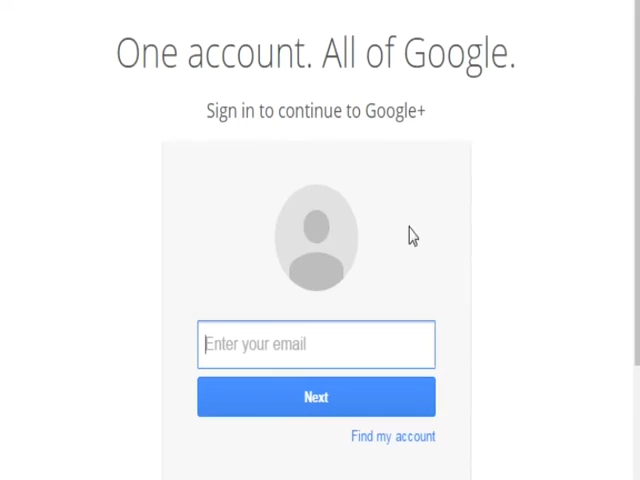 One account. All of Google.
Sign in to continue to Google+
Enter your email
Next
Find my account